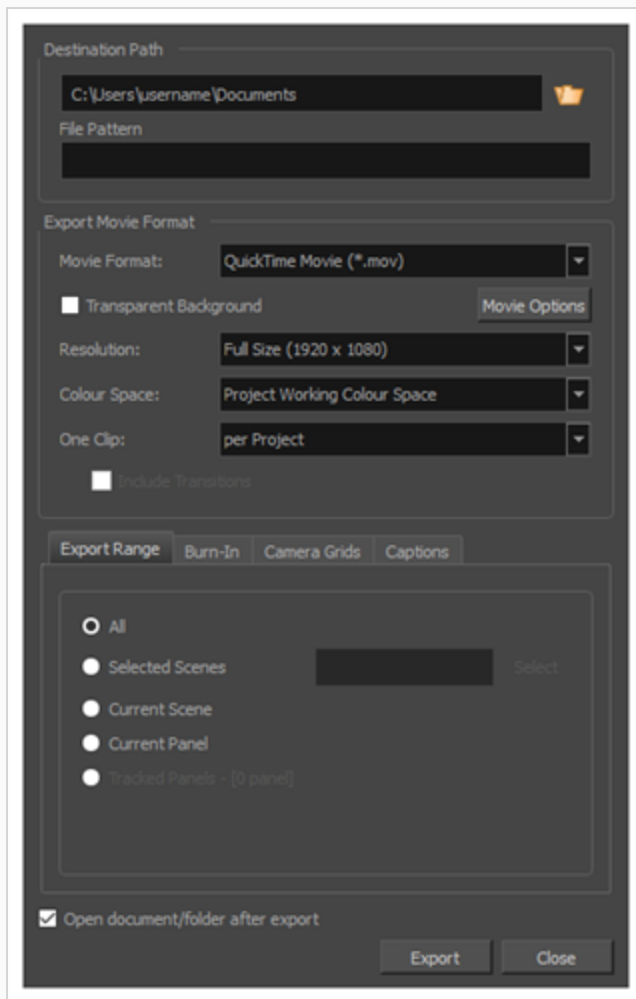 Destination Path
C:\Users\username\Documents
File Pattern
Export Movie Format
Movie Format: QuickTime Movie (*.mov)
Transparent Background Movie Options
Resolution: Full Size (1920 x 1080)
Colour Space: Project Working Colour Space
One Clip: per Project
Include Transitions
Export Range Burn-In Camera Grids Captions
All
Selected Scenes Select
Current Scene
Current Panel
Tracked Panels - [0 panel]
Open document/folder after export
Export Close